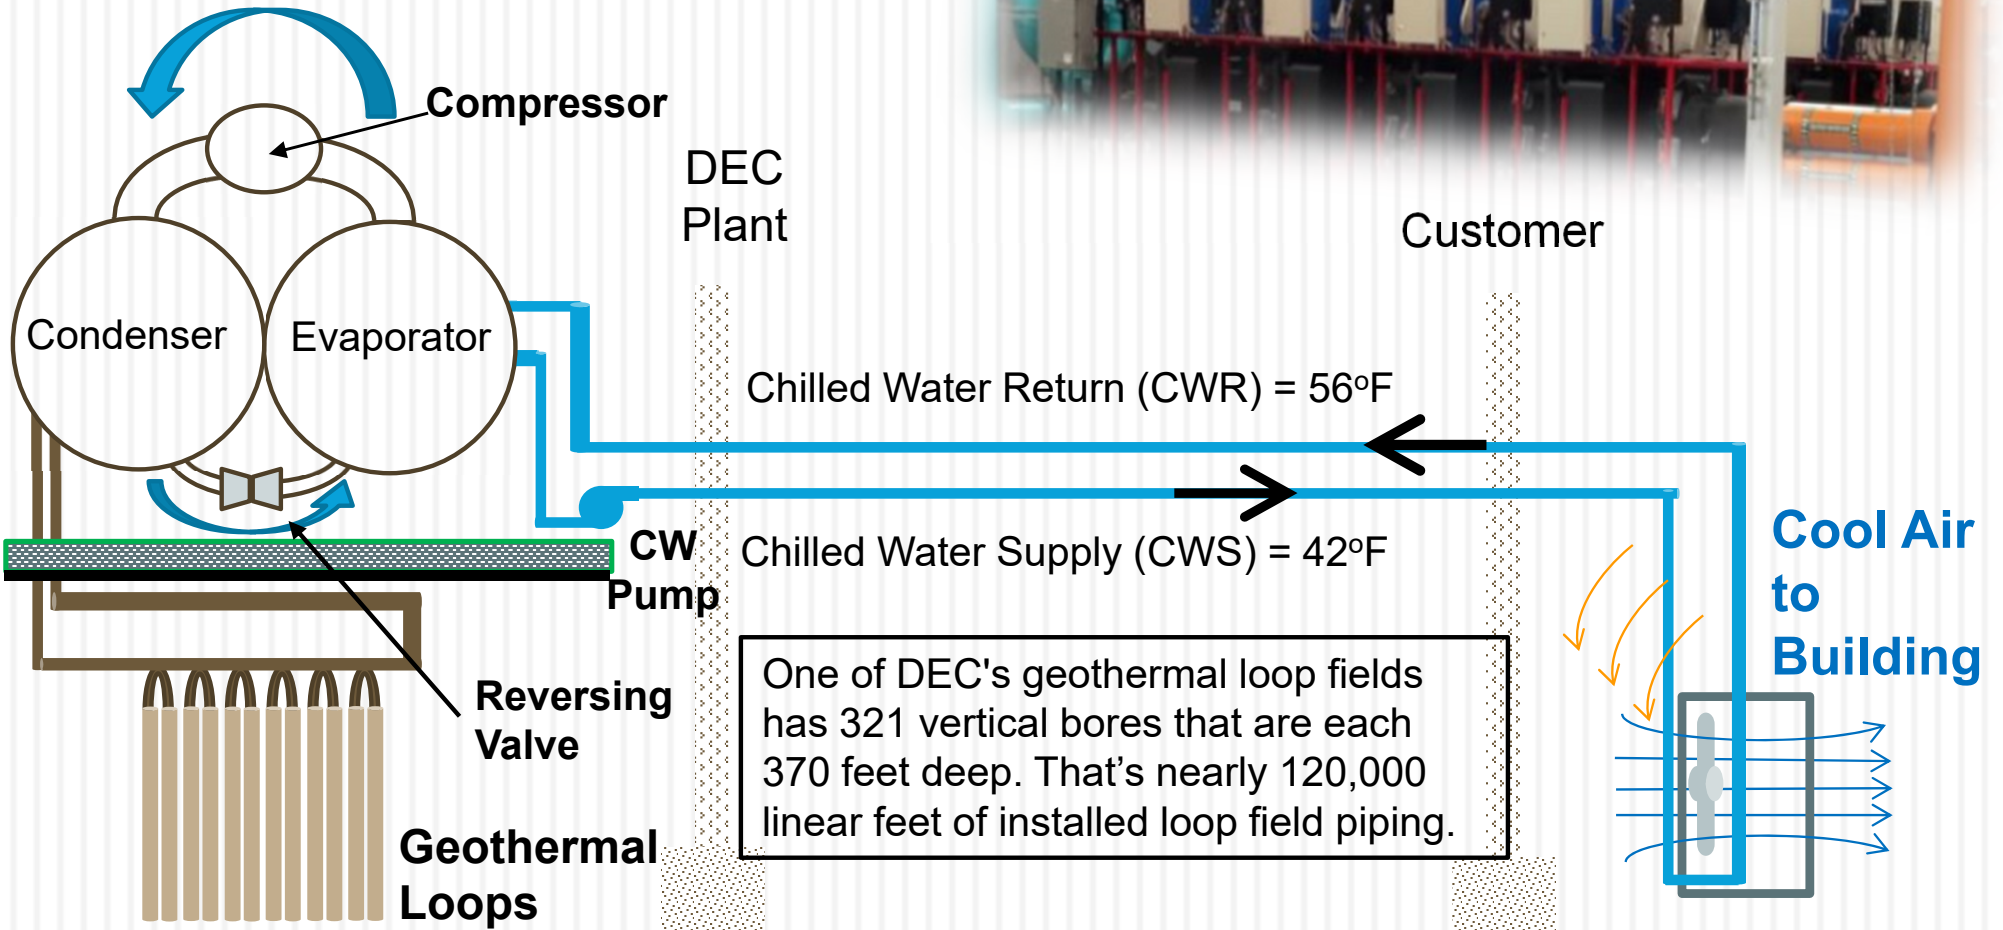 Compressor
DEC
Plant
Customer
Condenser
Evaporator
Chilled Water Return (CWR) = 56°F
CW
Pump
Chilled Water Supply (CWS) = 42°F
Cool Air
to
Building
Reversing
Valve
One of DEC's geothermal loop fields
has 321 vertical bores that are each
370 feet deep. That’s nearly 120,000
linear feet of installed loop field piping.
Geothermal
Loops